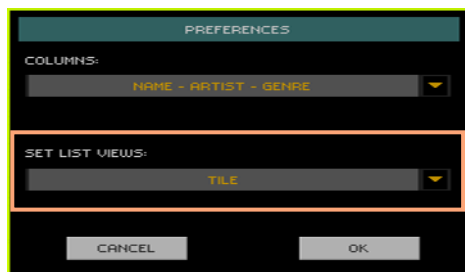 PREFERENCES
COLUMNS:
NAME - ARTIST - GENRE
SET LIST VIEWS:
TILE
CANCEL OK